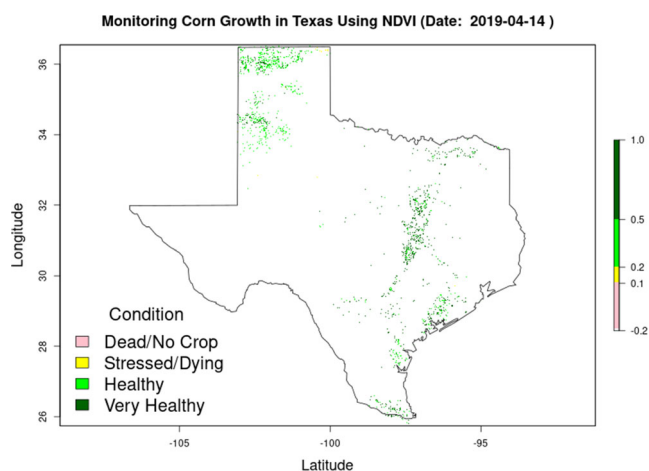 Monitoring Corn Growth in Texas Using NDVI (Date:  2019-04-14 )
36
34
32
30
28
26
Longitude
-105
-100
-95
Latitude
Condition
Dead/No Crop
Stressed/Dying
Healthy
Very Healthy
1.0
0.5
0.2
0.1
-0.2